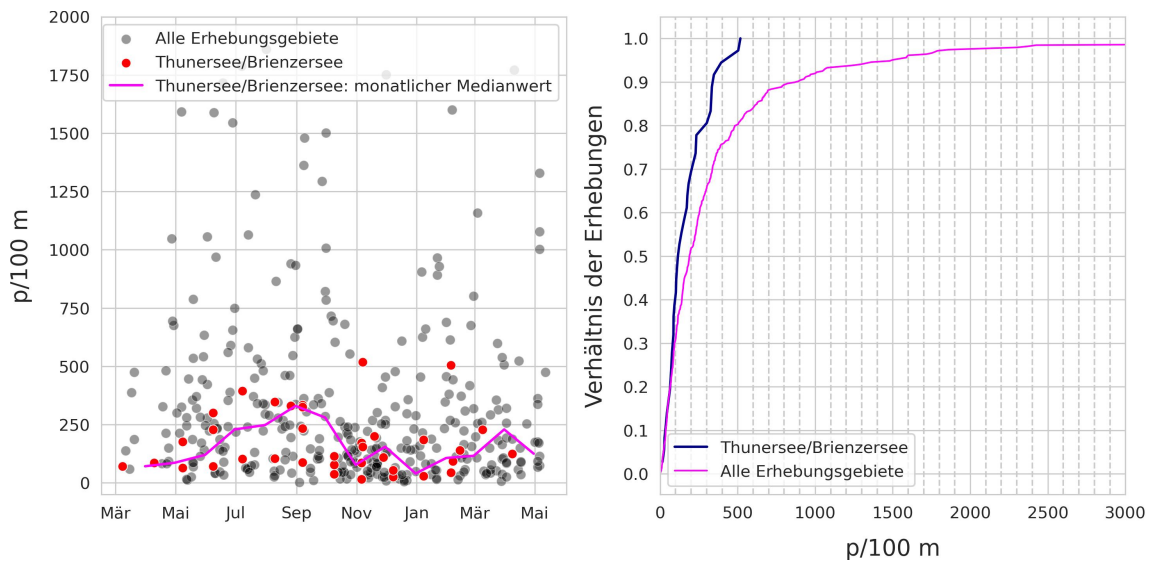 2000
1750
1500
1250
1000
750
500
250
0
p/100 m
Alle Erhebungsgebiete
Thunersee/Brienzersee
Thunersee/Brienzersee: monatlicher Medianwert
Mär
Mai
Jul
Sep
Nov
Jan
Mär
Mai
1.0
0.9
0.8
0.7
0.6
0.5
0.4
0.3
0.2
0.1
0.0
Verhältnis der Erhebungen
Thunersee/Brienzersee
Alle Erhebungsgebiete
0
500
1000
1500
2000
2500
3000
p/100 m